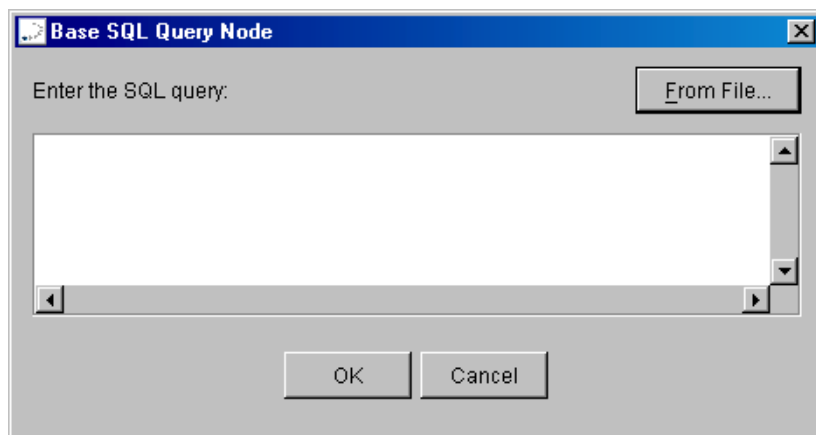 Base SQL Query Node
Enter the SQL query:
From File...
OK
Cancel